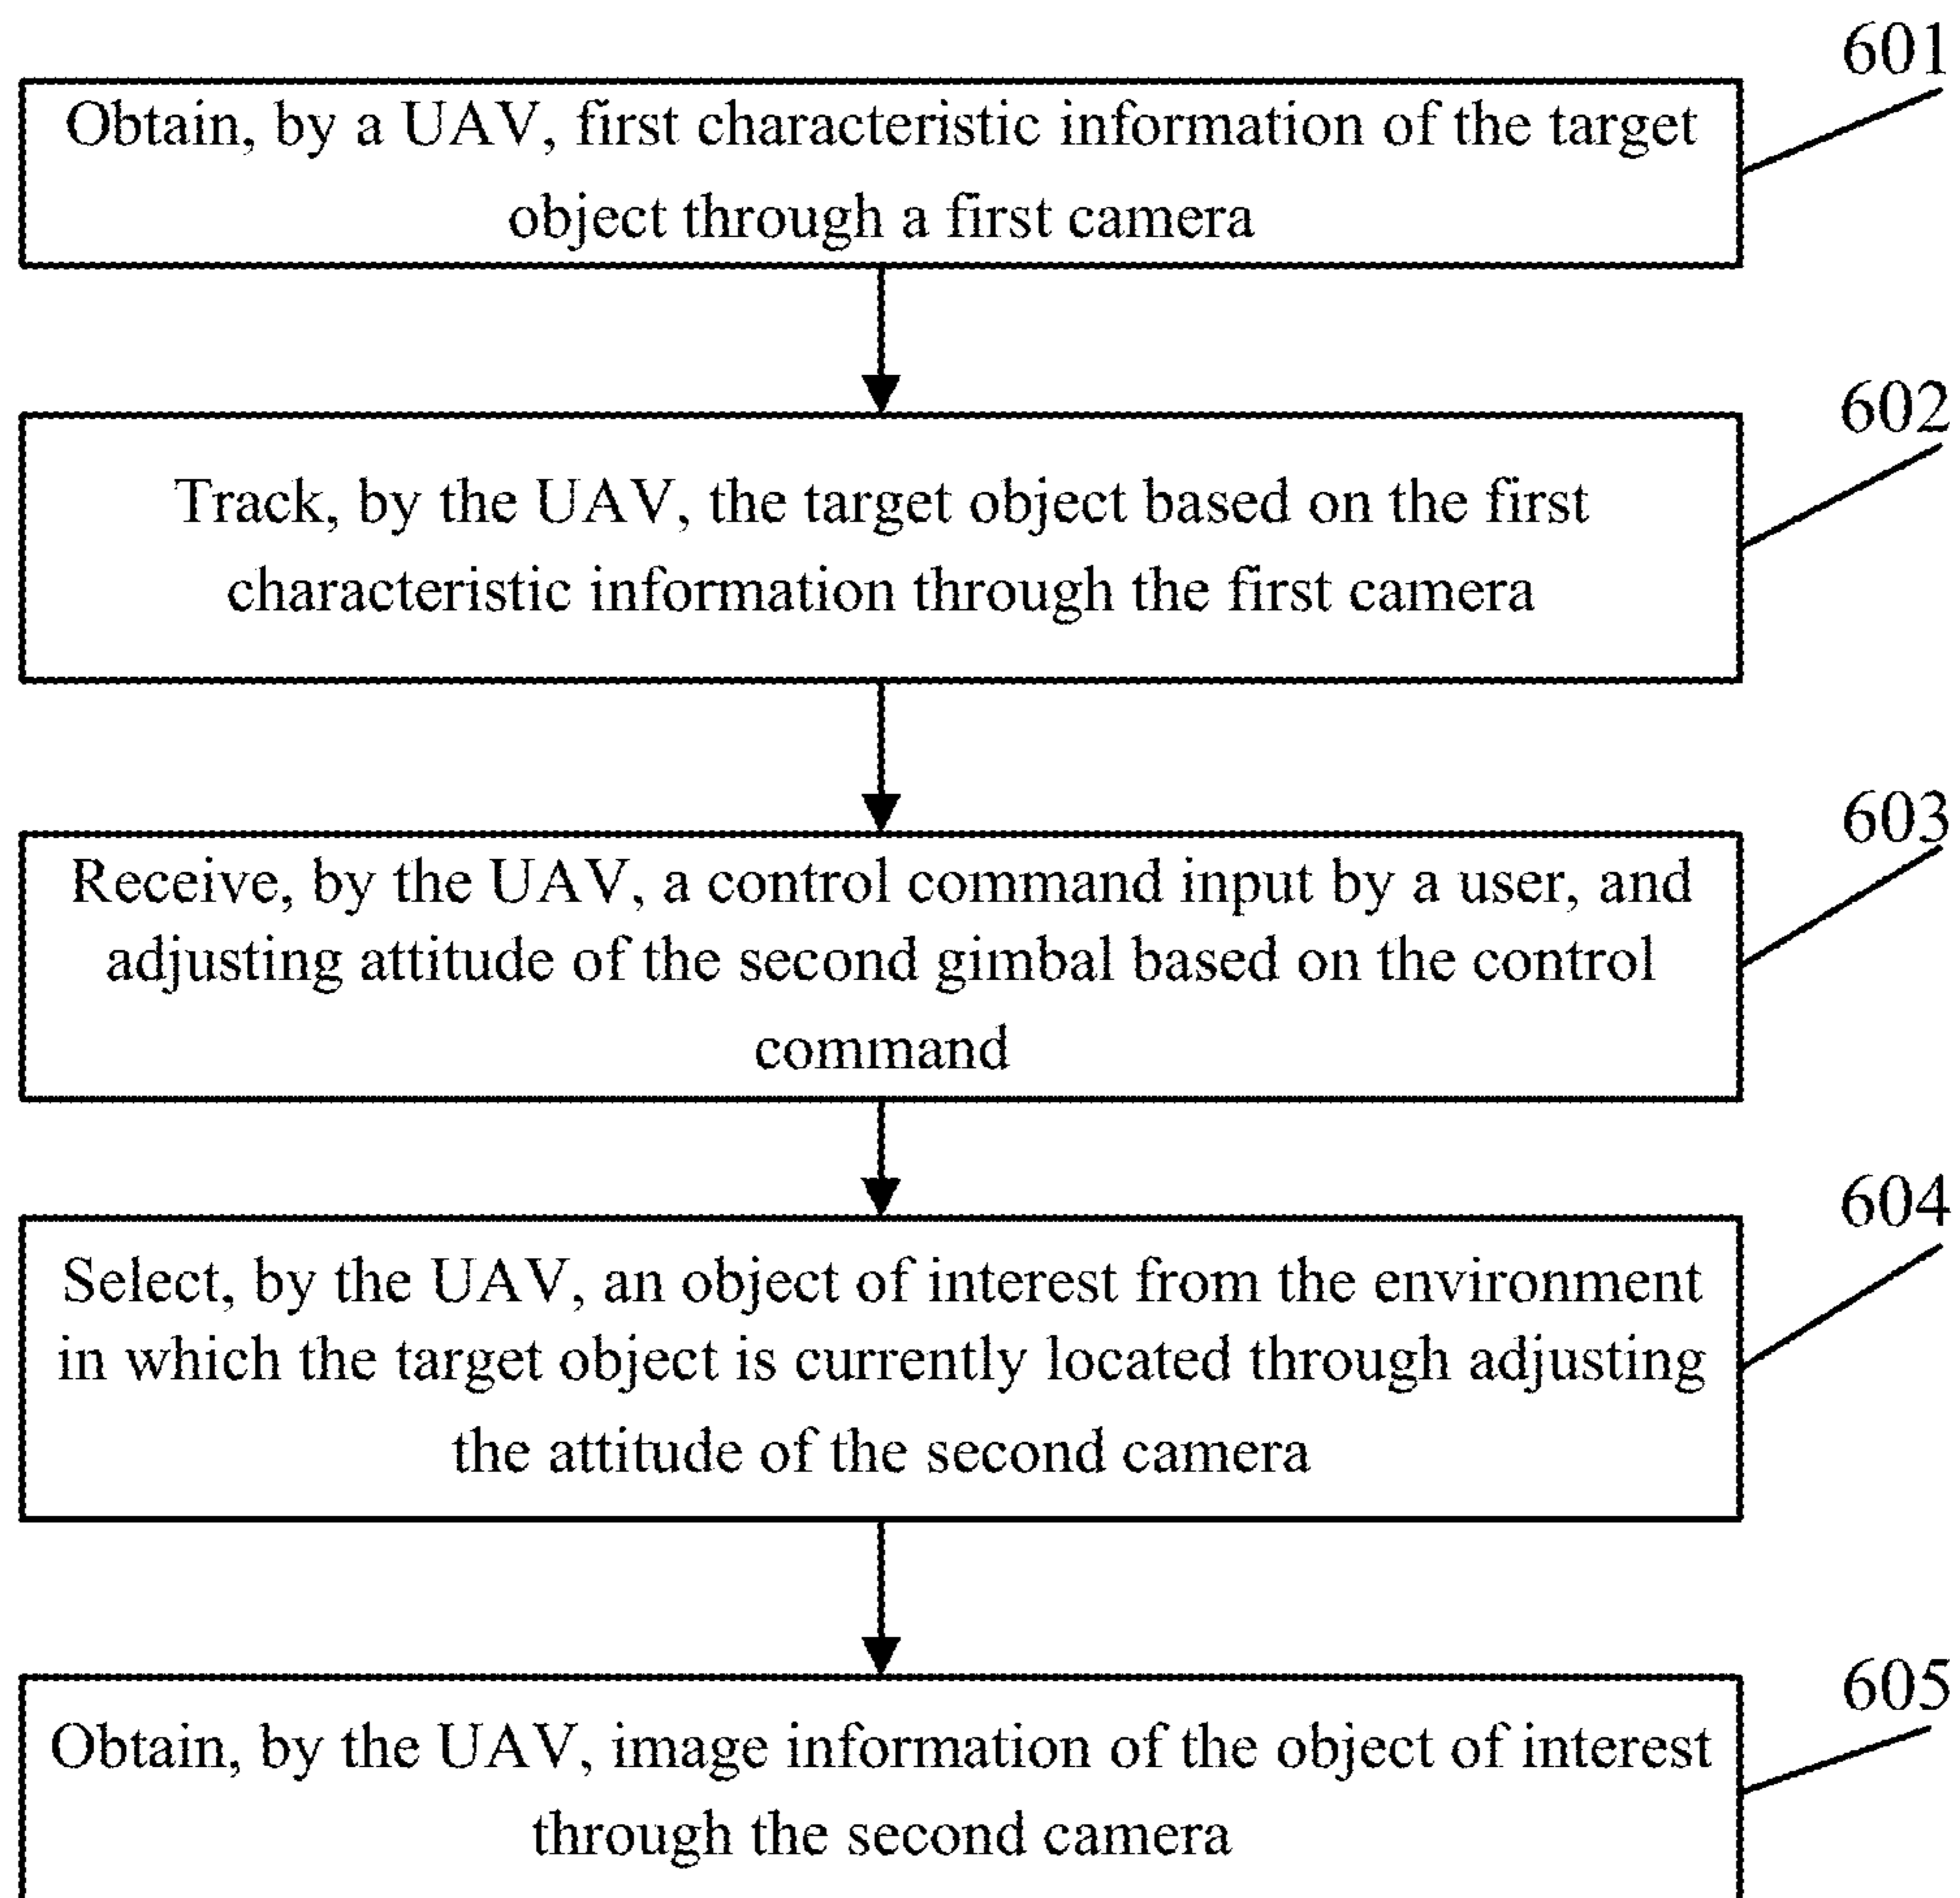 601
Obtain, by a UAV, first characteristic information of the target
object through a first camera
602
Track, by the UAV, the target object based on the first
characteristic information through the first camera
603
Receive, by the UAV, a control command input by a user, and
adjusting attitude of the second gimbal based on the control
command
604
Select, by the UAV, an object of interest from the environment
in which the target object is currently located through adjusting
the attitude of the second camera
605
Obtain, by the UAV, image information of the object of interest
through the second camera